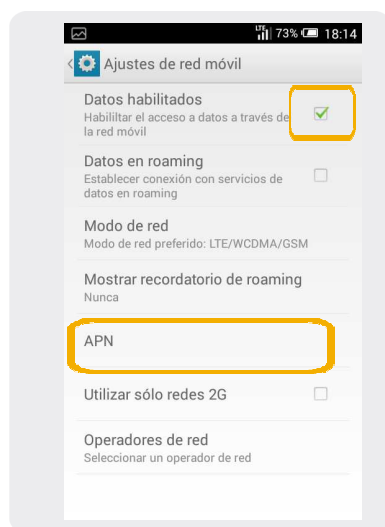 LTE 73% 18:14
Ajustes de red móvil
Datos habilitados
Habililtar el acceso a datos a través de
la red móvil
Datos en roaming
Establecer conexión con servicios de
datos en roaming
Modo de red
Modo de red preferido: LTE/WCDMA/GSM
Mostrar recordatorio de roaming
Nunca
APN
Utilizar sólo redes 2G
Operadores de red
Seleccionar un operador de red